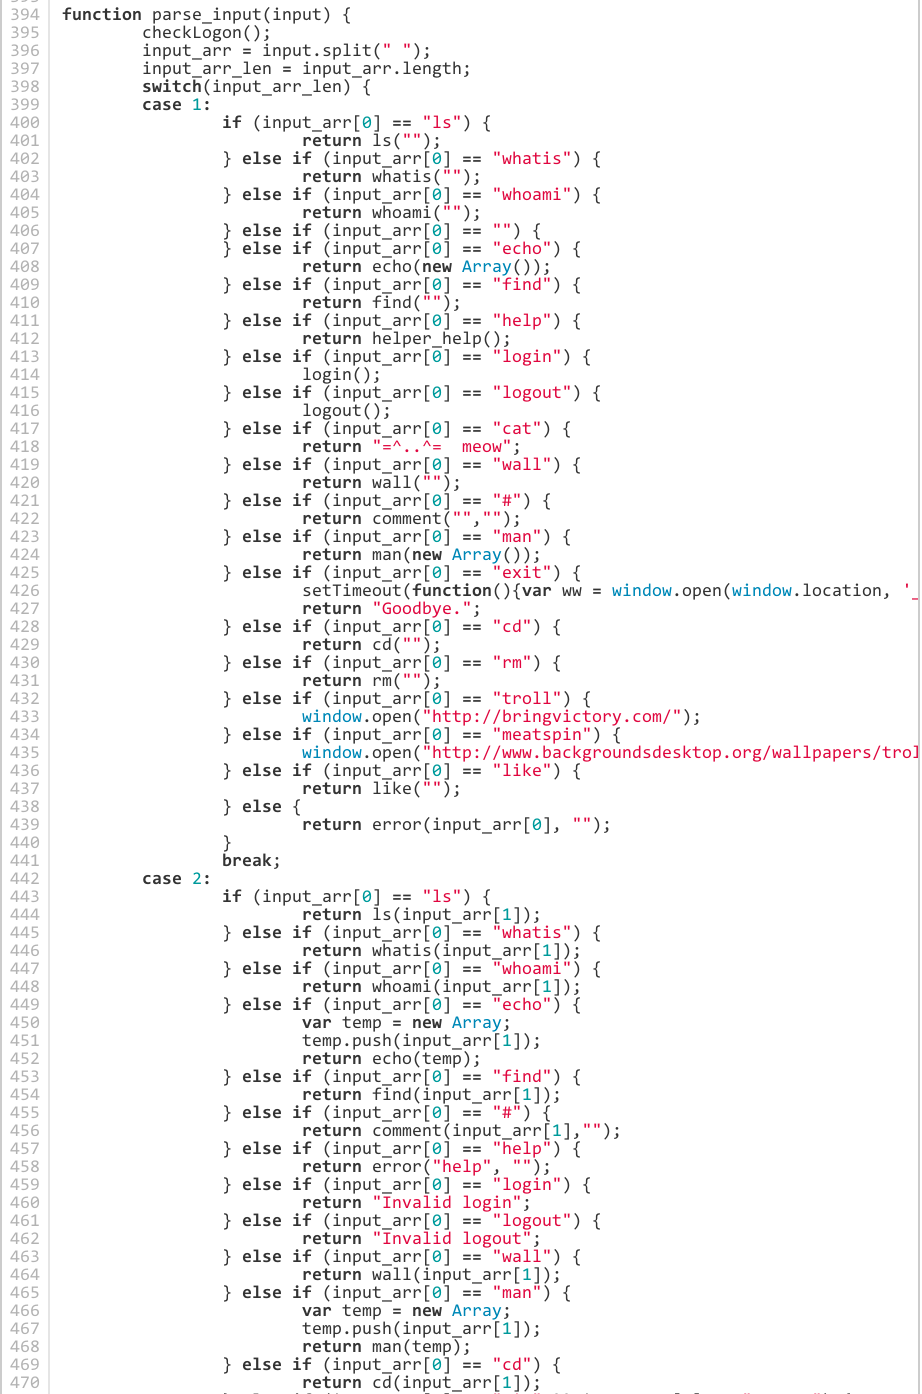 394 function parse_input(input) {
395 checkLogon();
396 input_arr = input.split(" ");
397 input_arr_len = input_arr.length;
398 switch(input_arr_len) {
399 case 1:
400 if (input_arr[0] == "ls") {
401 return ls("");
402 } else if (input_arr[0] == "whatis") {
403 return whatis("");
404 } else if (input_arr[0] == "whoami") {
405 return whoami("");
406 } else if (input_arr[0] == "") {
407 } else if (input_arr[0] == "echo") {
408 return echo(new Array());
409 } else if (input_arr[0] == "find") {
410 return find("");
411 } else if (input_arr[0] == "help") {
412 return helper_help();
413 } else if (input_arr[0] == "login") {
414 login();
415 } else if (input_arr[0] == "logout") {
416 logout();
417 } else if (input_arr[0] == "cat") {
418 return "=^..^=  meow";
419 } else if (input_arr[0] == "wall") {
420 return wall("");
421 } else if (input_arr[0] == "#") {
422 return comment("","");
423 } else if (input_arr[0] == "man") {
424 return man(new Array());
425 } else if (input_arr[0] == "exit") {
426 setTimeout(function(){var ww = window.open(window.location, '_
427 return "Goodbye.";
428 } else if (input_arr[0] == "cd") {
429 return cd("");
430 } else if (input_arr[0] == "rm") {
431 return rm("");
432 } else if (input_arr[0] == "troll") {
433 window.open("http://bringvictory.com/");
434 } else if (input_arr[0] == "meatspin") {
435 window.open("http://www.backgroundsdesktop.org/wallpapers/trol
436 } else if (input_arr[0] == "like") {
437 return like("");
438 } else {
439 return error(input_arr[0], "");
440 }
441 break;
442 case 2:
443 if (input_arr[0] == "ls") {
444 return ls(input_arr[1]);
445 } else if (input_arr[0] == "whatis") {
446 return whatis(input_arr[1]);
447 } else if (input_arr[0] == "whoami") {
448 return whoami(input_arr[1]);
449 } else if (input_arr[0] == "echo") {
450 var temp = new Array;
451 temp.push(input_arr[1]);
452 return echo(temp);
453 } else if (input_arr[0] == "find") {
454 return find(input_arr[1]);
455 } else if (input_arr[0] == "#") {
456 return comment(input_arr[1],"");
457 } else if (input_arr[0] == "help") {
458 return error("help", "");
459 } else if (input_arr[0] == "login") {
460 return "Invalid login";
461 } else if (input_arr[0] == "logout") {
462 return "Invalid logout";
463 } else if (input_arr[0] == "wall") {
464 return wall(input_arr[1]);
465 } else if (input_arr[0] == "man") {
466 var temp = new Array;
467 temp.push(input_arr[1]);
468 return man(temp);
469 } else if (input_arr[0] == "cd") {
470 return cd(input_arr[1]);